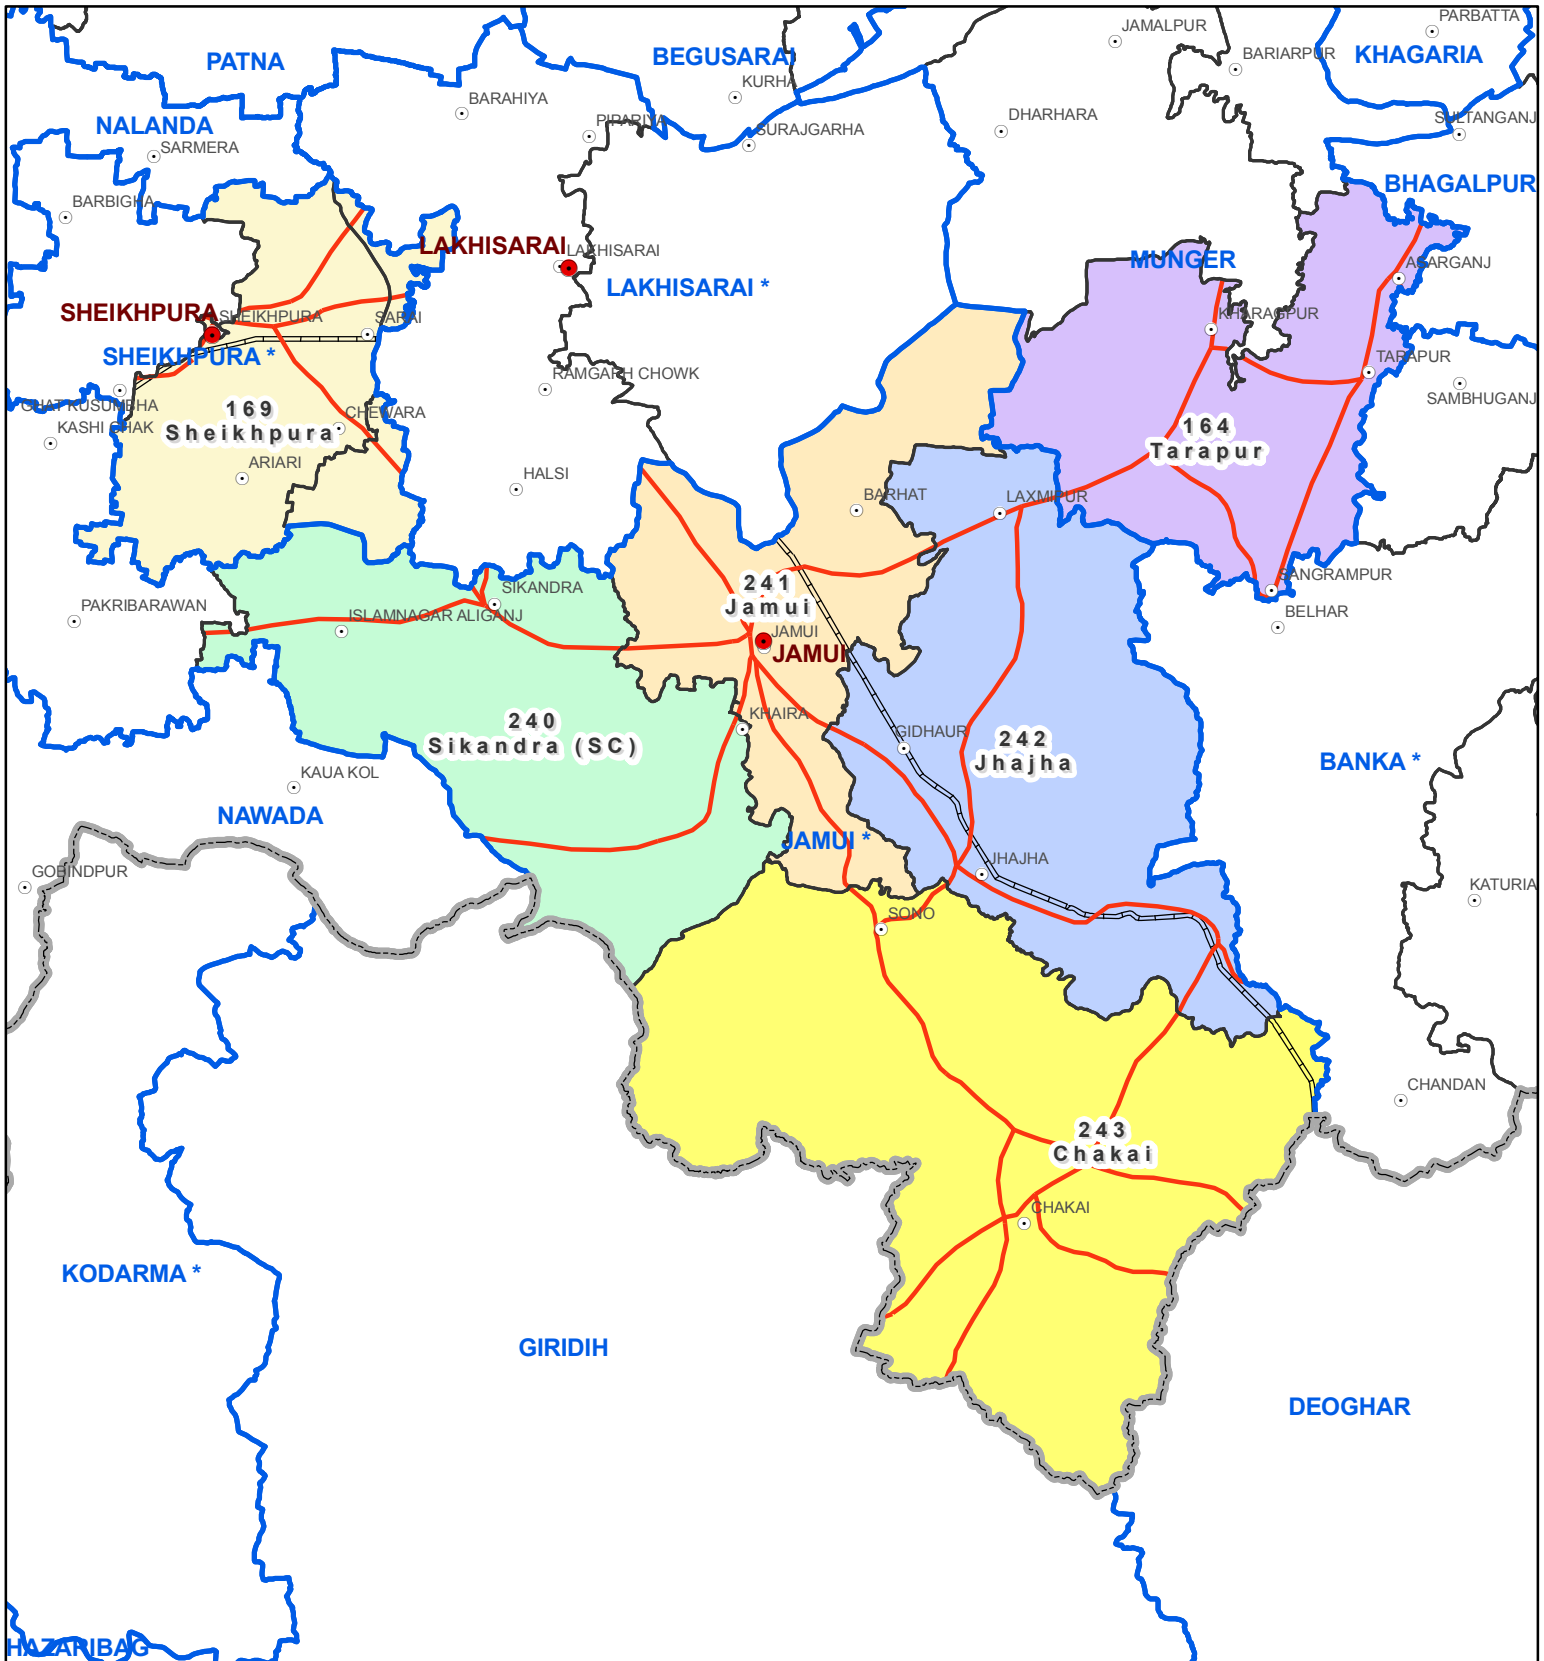 PARBATTA
JAMALPUR
KHAGARIA
BEGUSARAI
PATNA
BARIARPUR
KURHA
BARAHIYA
DHARHARA
SULTANGANJ
NALANDA
PIPARIYA
SURAJGARHA
SARMERA
BHAGALPUR
BARBIGHA
LAKHISARAI
LAKHISARAI
MUNGER
AGARGANJ
LAKHISARAI *
SHEIKHPURA
SHEIKHPURA
SARAI
KHARAGPUR
SHEIKHPURA *
TARAPUR
RAMGARH CHOWK
SAMBHUGANJ
GHAT KUSUMBHA
169
Sheikhpura
CHEWARA
164
Tarapur
KASHI CHAK
ARIARI
HALSI
BARHAT
LAXMIPUR
241
Jamui
SIKANDRA
SANGRAMPUR
PAKRIBARAWAN
ISLAMNAGAR ALIGANJ
BELHAR
JAMUI
JAMUI
240
Sikandra (SC)
KHAIRA
GIDHAUR
242
Jhajha
BANKA *
KAUA KOL
NAWADA
JAMUI *
GOBINDPUR
JHAJHA
KATURIA
SONO
CHANDAN
243
Chakai
CHAKAI
KODARMA *
GIRIDIH
DEOGHAR
HAZARIBAG